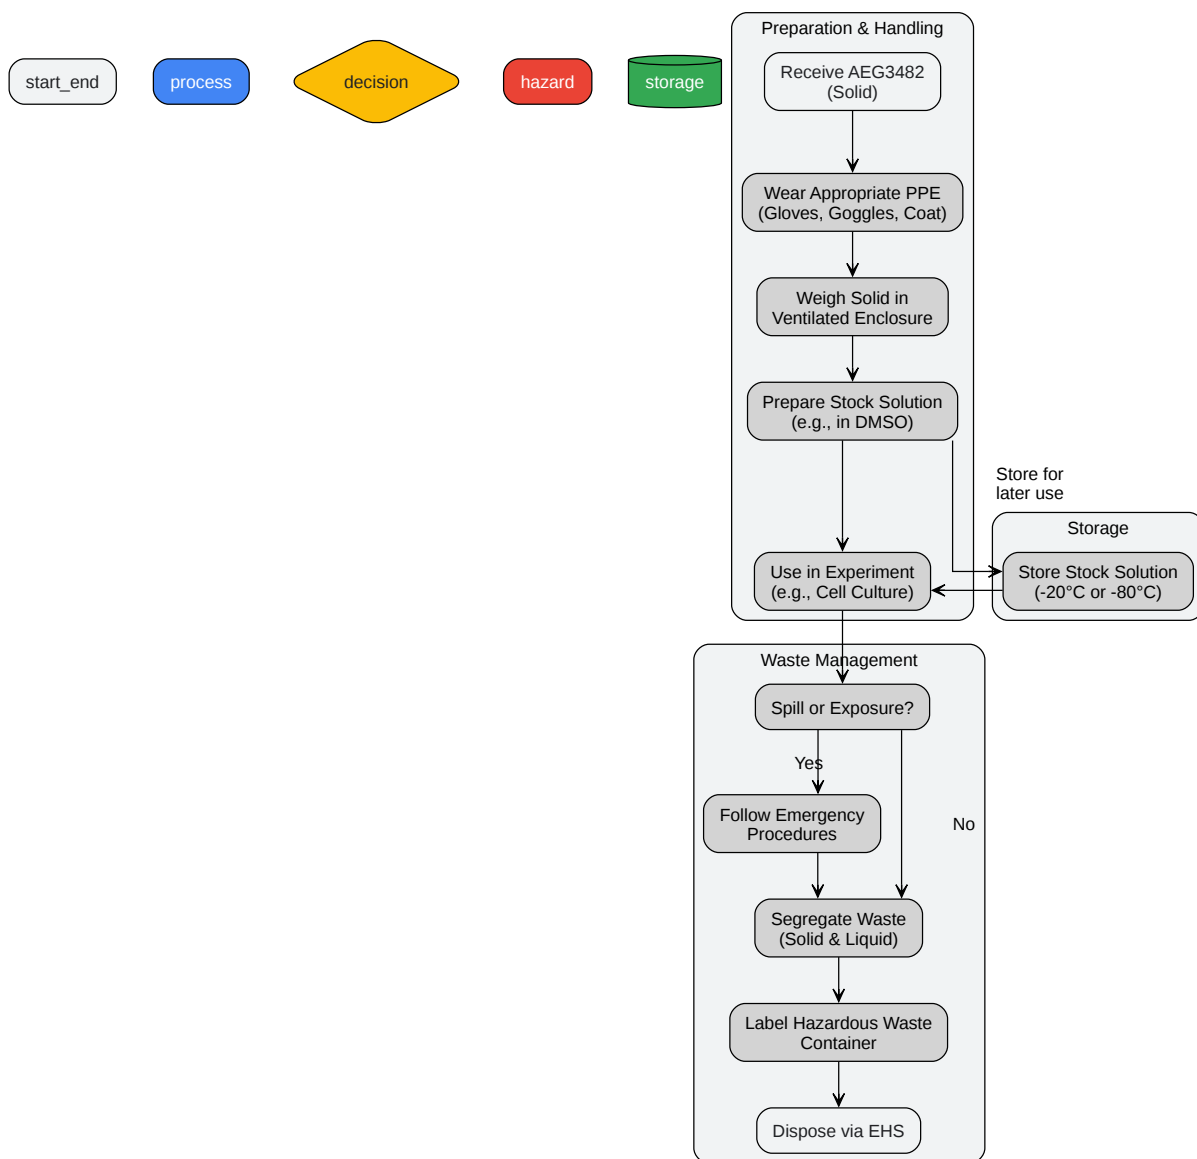 start_end
process
decision
hazard
storage
Preparation & Handling
Receive AEG3482
(Solid)
Wear Appropriate PPE
(Gloves, Goggles, Coat)
Weigh Solid in
Ventilated Enclosure
Prepare Stock Solution
(e.g., in DMSO)
Store for
later use
Storage
Use in Experiment
(e.g., Cell Culture)
Store Stock Solution
(-20°C or -80°C)
Waste Management
Spill or Exposure?
Yes
Follow Emergency
Procedures
No
Segregate Waste
(Solid & Liquid)
Label Hazardous Waste
Container
Dispose via EHS